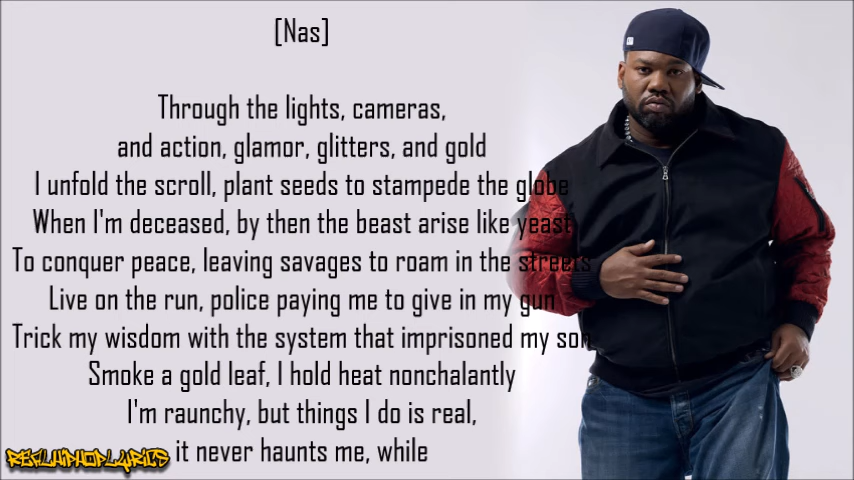 [Nas]
Through the lights, cameras,
and action, glamor, glitters, and gold
I unfold the scroll, plant seeds to stampede the globe
When I'm deceased, by then the beast arise like yeast
To conquer peace, leaving savages to roam in the streets
Live on the run, police paying me to give in my gun
Trick my wisdom with the system that imprisoned my son
Smoke a gold leaf, I hold heat nonchalantly
I'm raunchy, but things I do is real,
it never haunts me, while
REALHIPHOPLYRICS